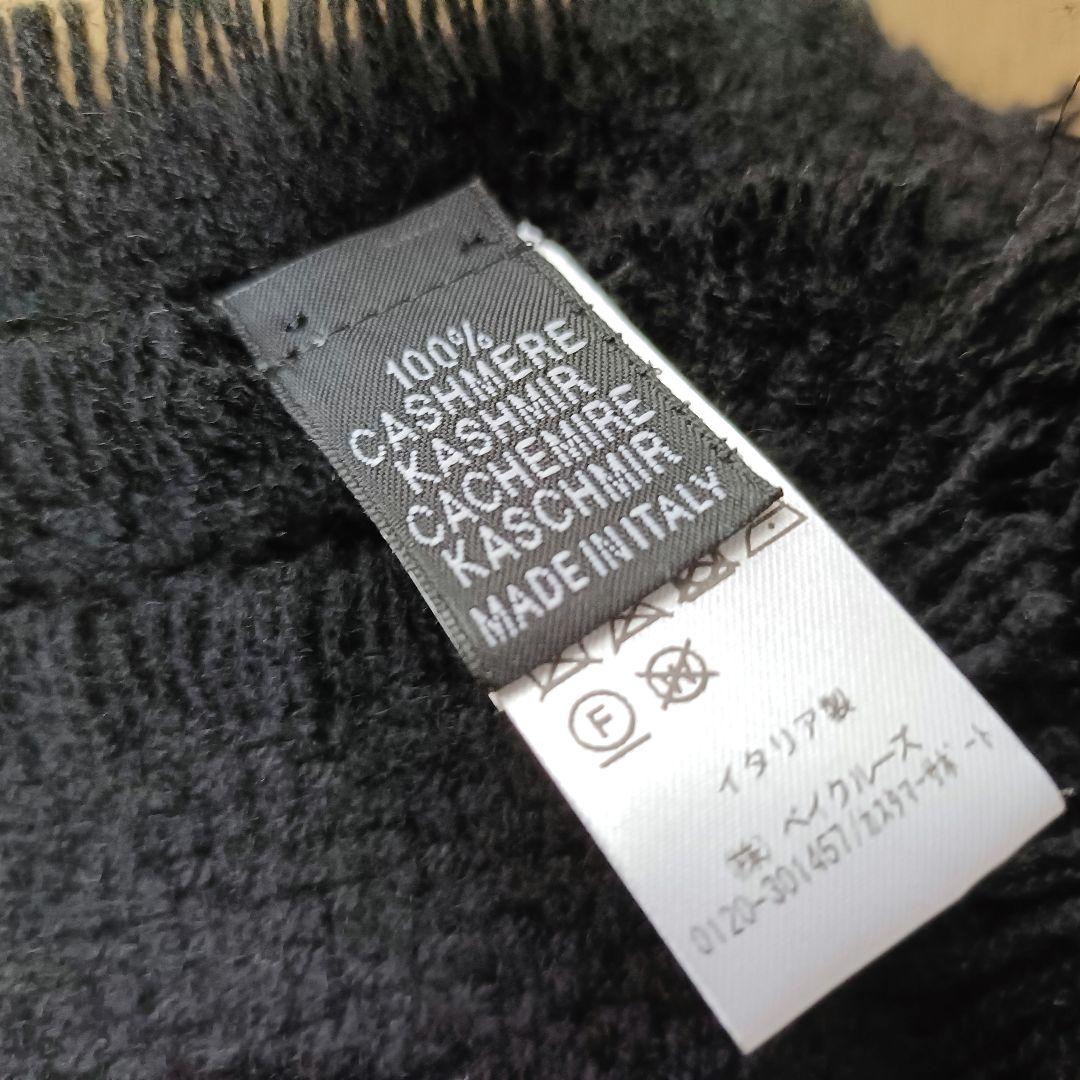 100%
CASHMERE
KASHMIR
CACHEMIRE
KASCHMIR
MADE IN ITALY
F
W
イタリア製
㈱ ベイクルーズ
0120-301457/カスタマーサポート